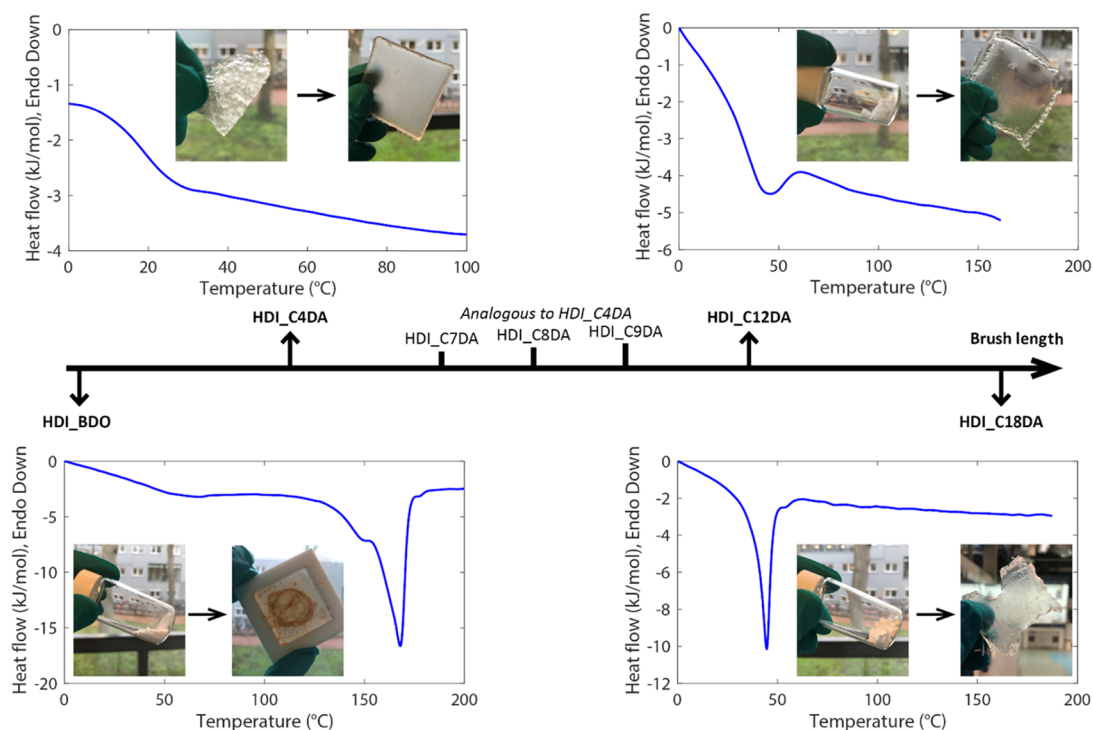 0
-1
-2
-3
-4
0 20 40 60 80 100
Heat flow (kJ/mol), Endo Down
Temperature (°C)
0
-1
-2
-3
-4
-5
-6
0 50 100 150 200
Heat flow (kJ/mol), Endo Down
Temperature (°C)
Analogous to HDI_C4DA
HDI_C4DA
HDI_C7DA
HDI_C8DA
HDI_C9DA
HDI_C12DA
Brush length
HDI_BDO
HDI_C18DA
0
-5
-10
-15
-20
0 50 100 150 200
Heat flow (kJ/mol), Endo Down
Temperature (°C)
0
-2
-4
-6
-8
-10
-12
0 50 100 150 200
Heat flow (kJ/mol), Endo Down
Temperature (°C)